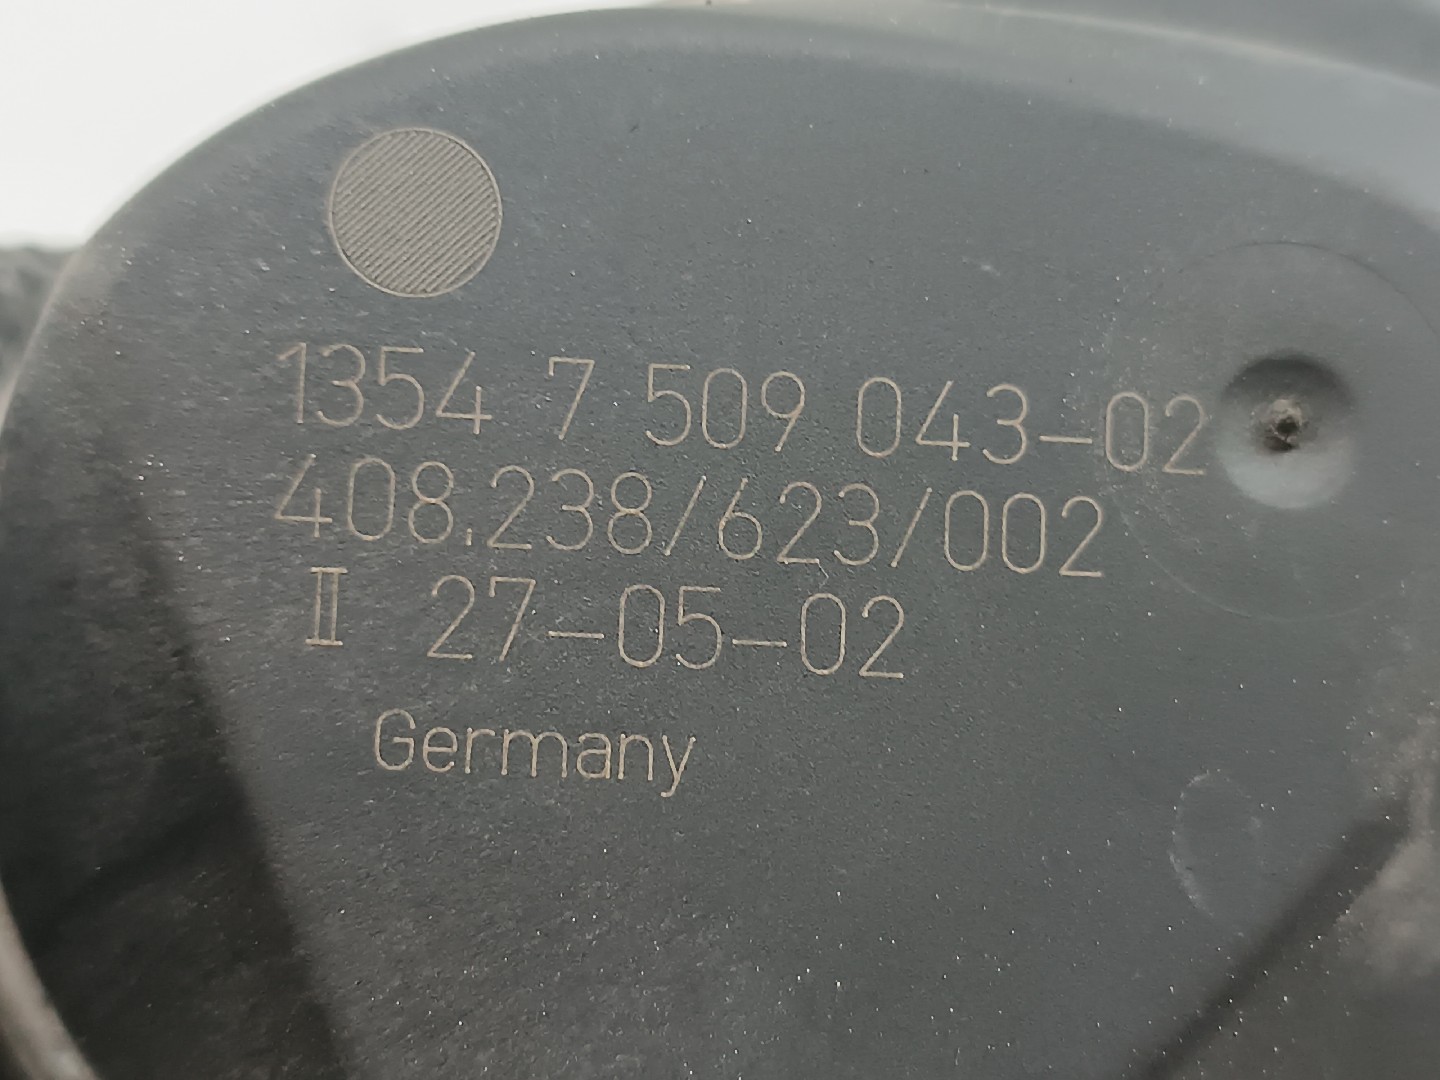 1354 7 509 043-02
408.238/623/002
II 27-05-02
Germany